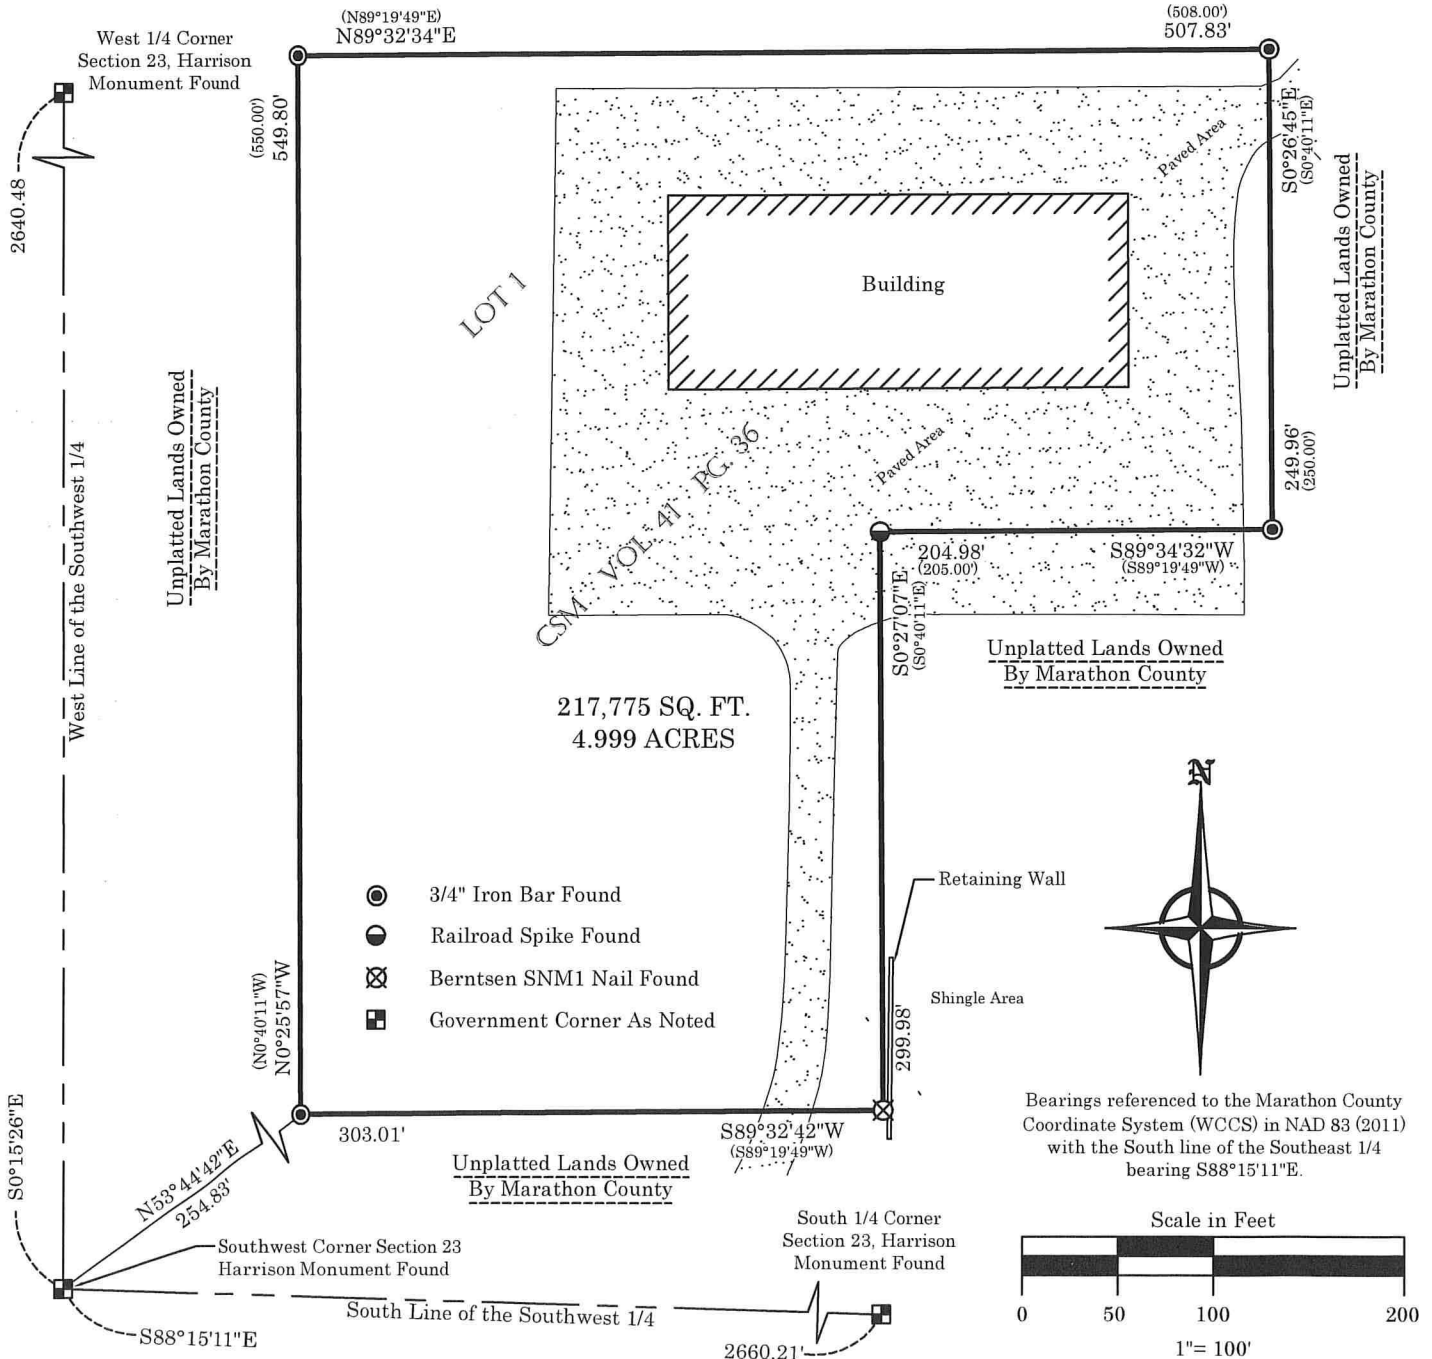 (N89°19'49"E)
N89°32'34"E
(508.00')
507.83'
West 1/4 Corner
Section 23, Harrison
Monument Found
(550.00')
549.80'
2640.48
S0°26'45"E
(S0°40'11"E)
Paved Area
Unplatted Lands Owned
By Marathon County
LOT 1
Building
Unplatted Lands Owned
By Marathon County
West Line of the Southwest 1/4
CSM VOL. 41 PG. 36
Paved Area
249.96'
(250.00')
204.98'
(205.00')
S89°34'32"W
(S89°19'49"W)
S0°27'07"E
(S0°40'11"E)
Unplatted Lands Owned
By Marathon County
217,775 SQ. FT.
4.999 ACRES
N
3/4" Iron Bar Found
Railroad Spike Found
Berntsen SNM1 Nail Found
Government Corner As Noted
Retaining Wall
Shingle Area
299.98'
(N0°40'11"W)
N0°25'57"W
303.01'
S89°32'42"W
(S89°19'49"W)
Unplatted Lands Owned
By Marathon County
Bearings referenced to the Marathon County
Coordinate System (WCCS) in NAD 83 (2011)
with the South line of the Southeast 1/4
bearing S88°15'11"E.
S0°15'26"E
N53°44'42"E
254.83'
Southwest Corner Section 23
Harrison Monument Found
South 1/4 Corner
Section 23, Harrison
Monument Found
South Line of the Southwest 1/4
S88°15'11"E
2660.21'
Scale in Feet
0 50 100 200
1"= 100'